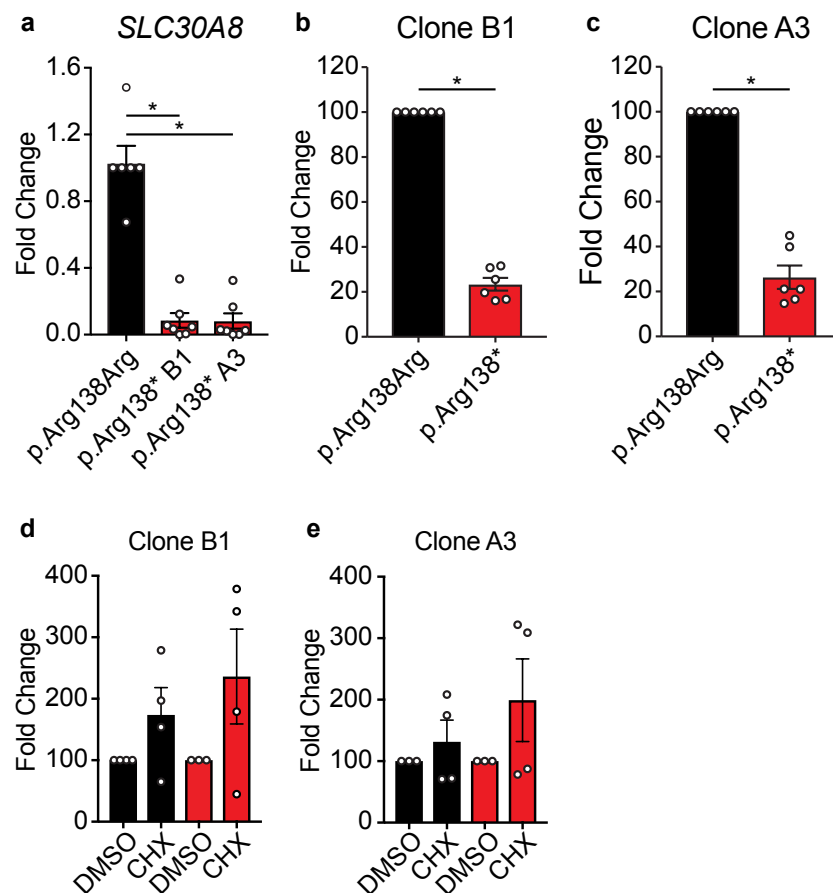 a SLC30A8
Fold Change
1.6
1.2
0.8
0.4
0.0
* 
*
p.Arg138Arg
p.Arg138* B1
p.Arg138* A3
b Clone B1
Fold Change
120
100
80
60
40
20
0
*
p.Arg138Arg
p.Arg138*
c Clone A3
Fold Change
120
100
80
60
40
20
0
*
p.Arg138Arg
p.Arg138*
d Clone B1
Fold Change
400
300
200
100
0
DMSO
CHX
DMSO
CHX
e Clone A3
Fold Change
400
300
200
100
0
DMSO
CHX
DMSO
CHX